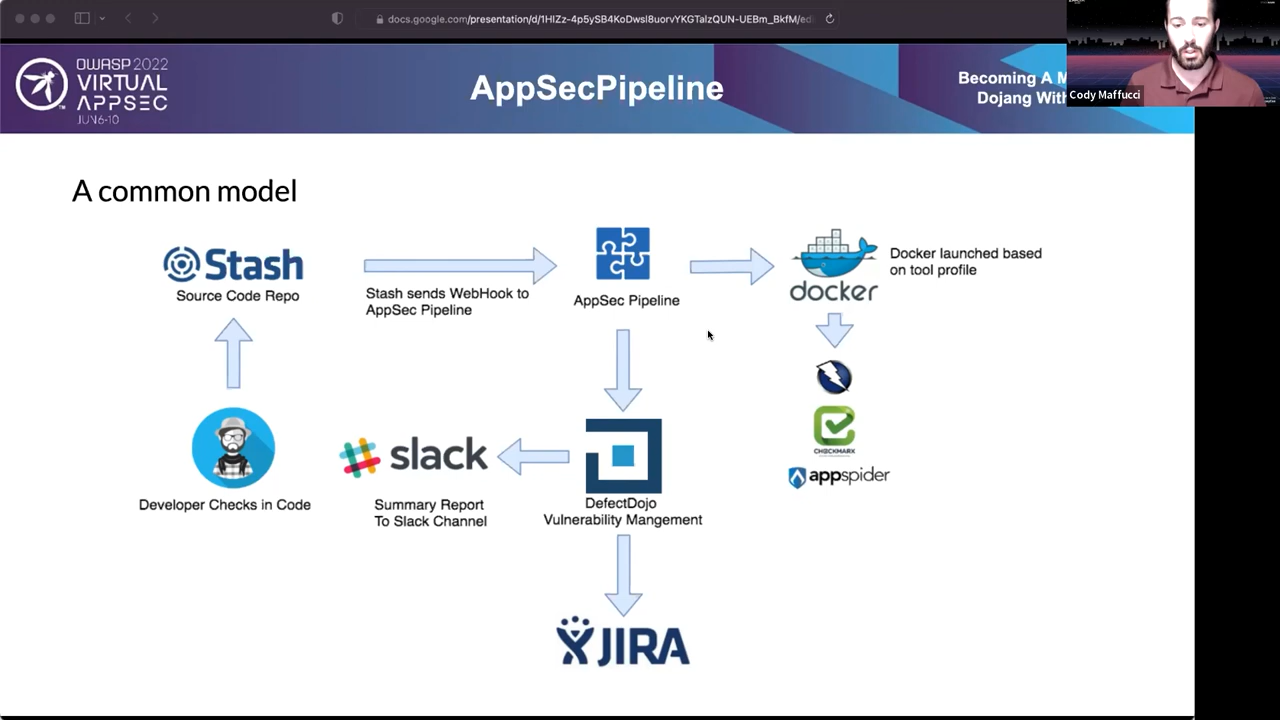 docs.google.com/presentation/d/1HIZz-4p5ySB4KoDwsl8uorvYKGTalzQUN-UEBm_BkfM/ed
OWASP 2022
VIRTUAL
APPSEC
JUN 6-10
AppSecPipeline
Becoming A M
Dojang With
Cody Maffucci
A common model
Stash
Source Code Repo
Stash sends WebHook to
AppSec Pipeline
AppSec Pipeline
docker
Docker launched based
on tool profile
CHECKMARX
appspider
Developer Checks in Code
slack
Summary Report
To Slack Channel
DefectDojo
Vulnerability Mangement
JIRA